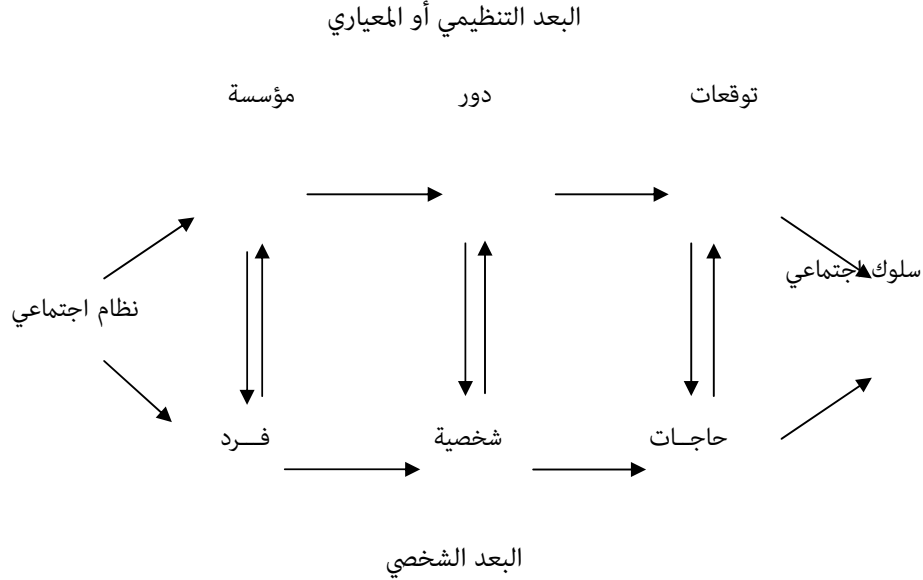 البعد التنظيمي أو المعياري
توقعات دور مؤسسة
سلوك اجتماعي
نظام اجتماعي
حاجــات شخصية فــرد
البعد الشخصي